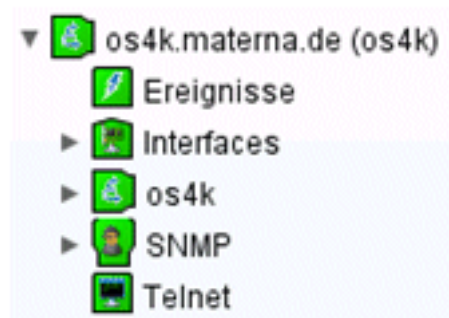 os4k.materna.de (os4k)
Ereignisse
Interfaces
os4k
SNMP
Telnet